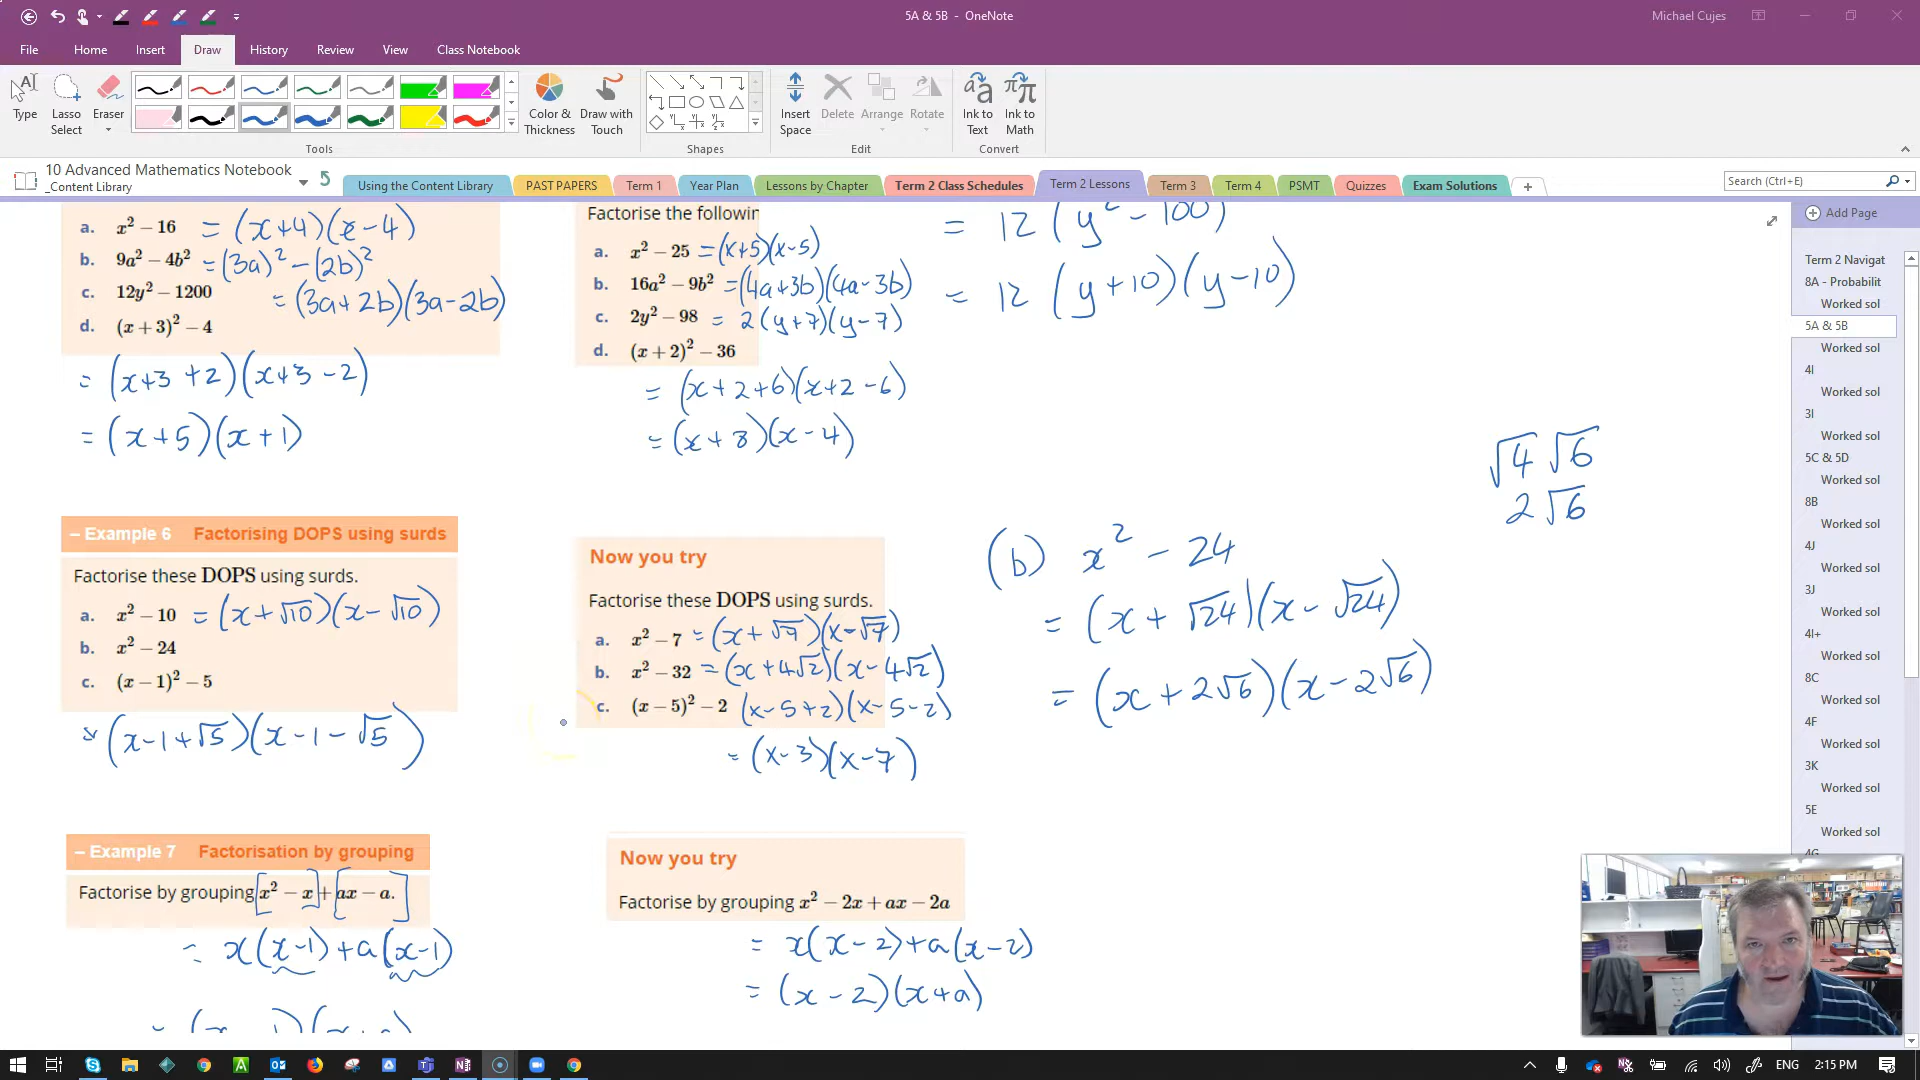 5A & 5B - OneNote
Michael Cujes
File Home Insert Draw History Review View Class Notebook
Type Lasso Select Eraser Color & Thickness Draw with Touch Insert Space Delete Arrange Rotate Ink to Text Ink to Math
Tools Shapes Edit Convert
10 Advanced Mathematics Notebook
_Content Library
Using the Content Library PAST PAPERS Term 1 Year Plan Lessons by Chapter Term 2 Class Schedules Term 2 Lessons Term 3 Term 4 PSMT Quizzes Exam Solutions
Search (Ctrl+E)
a. x² − 16 = (x+4)(x−4)
b. 9a² − 4b² = (3a)² − (2b)²
c. 12y² − 1200 = (3a+2b)(3a−2b)
d. (x + 3)² − 4
= (x+3+2)(x+3−2)
= (x+5)(x+1)
Factorise the followin
a. x² − 25 = (x+5)(x−5)
b. 16a² − 9b² = (4a+3b)(4a−3b)
c. 2y² − 98 = 2(y+7)(y−7)
d. (x + 2)² − 36
= (x+2+6)(x+2−6)
= (x+8)(x−4)
= 12(y² − 100)
= 12(y+10)(y−10)
√4 √6
2√6
– Example 6 Factorising DOPS using surds
Factorise these DOPS using surds.
a. x² − 10 = (x+√10)(x−√10)
b. x² − 24
c. (x − 1)² − 5
(x−1+√5)(x−1−√5)
Now you try
Factorise these DOPS using surds.
a. x² − 7 = (x+√7)(x−√7)
b. x² − 32 = (x+4√2)(x−4√2)
c. (x − 5)² − 2 (x−5+2)(x−5−2)
= (x−3)(x−7)
(b) x² − 24
= (x + √24)(x − √24)
= (x + 2√6)(x − 2√6)
– Example 7 Factorisation by grouping
Factorise by grouping [x² − x] + [ax − a.]
= x(x−1)+a(x−1)
Now you try
Factorise by grouping x² − 2x + ax − 2a
= x(x−2)+a(x−2)
= (x−2)(x+a)
Add Page
Term 2 Navigat
8A - Probabilit
Worked sol
5A & 5B
Worked sol
4I
Worked sol
3I
Worked sol
5C & 5D
Worked sol
8B
Worked sol
4J
Worked sol
3J
Worked sol
4I+
Worked sol
8C
Worked sol
4F
Worked sol
3K
Worked sol
5E
Worked sol
ENG 2:15 PM